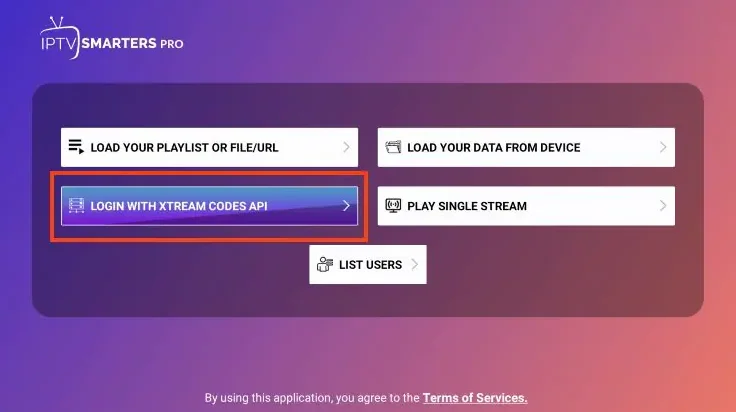 IPTV SMARTERS PRO
LOAD YOUR PLAYLIST OR FILE/URL
LOAD YOUR DATA FROM DEVICE
LOGIN WITH XTREAM CODES API
PLAY SINGLE STREAM
LIST USERS
By using this application, you agree to the Terms of Services.